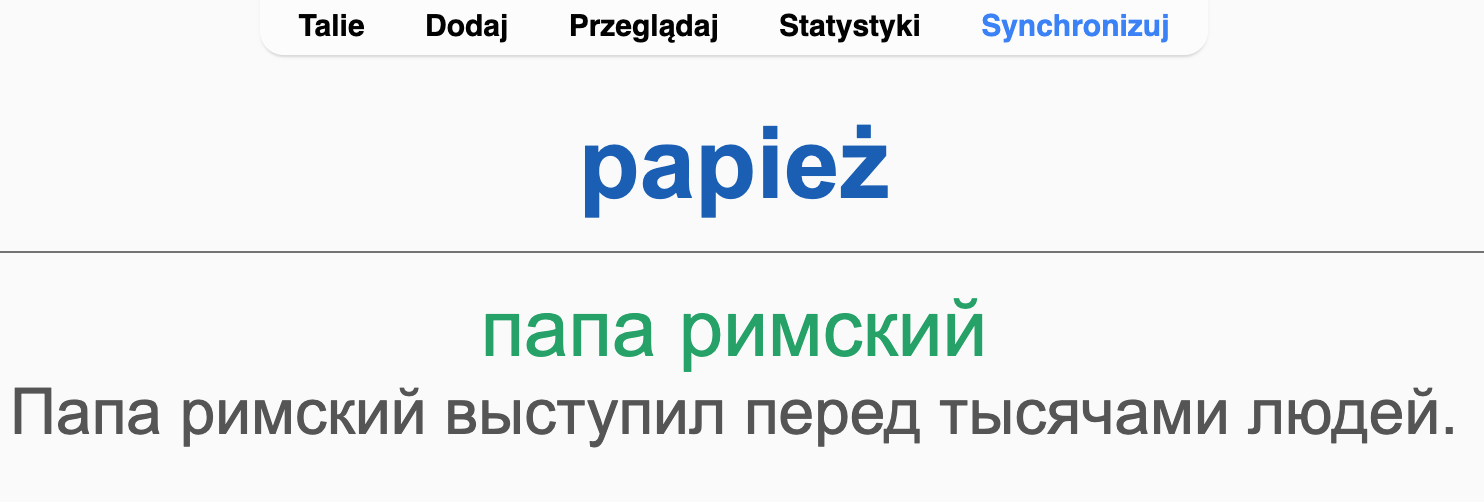 Talie Dodaj Przeglądaj Statystyki Synchronizuj
papież
папа римский
Папа римский выступил перед тысячами людей.